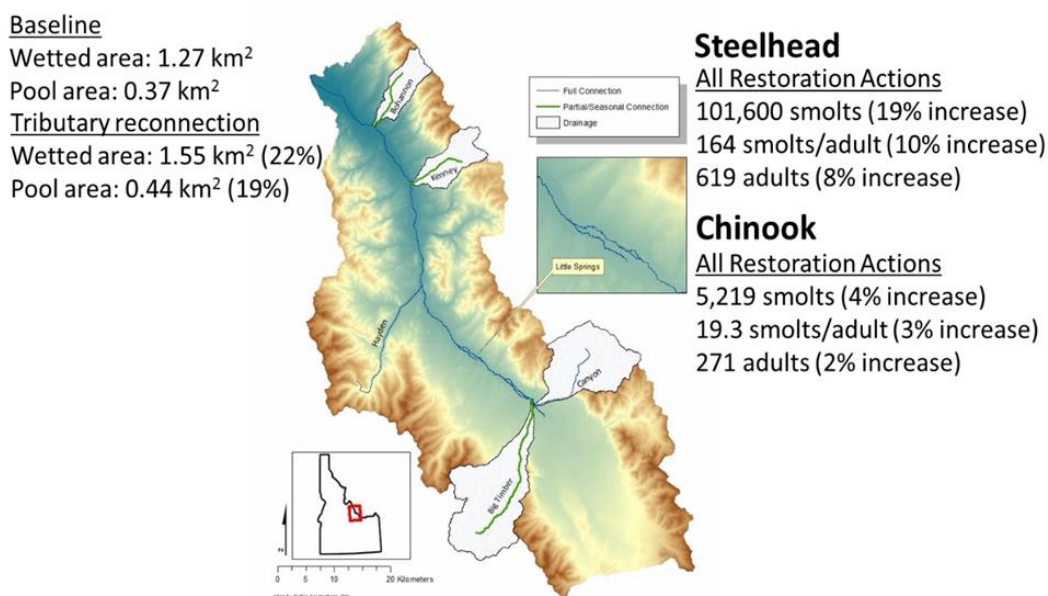 Baseline
Wetted area: 1.27 km²
Pool area: 0.37 km²
Tributary reconnection
Wetted area: 1.55 km² (22%)
Pool area: 0.44 km² (19%)
Bohannon
Kenney
Hayden
Little Springs
Canyon
Big Timber
Full Connection
Partial/Seasonal Connection
Drainage
Steelhead
All Restoration Actions
101,600 smolts (19% increase)
164 smolts/adult (10% increase)
619 adults (8% increase)
Chinook
All Restoration Actions
5,219 smolts (4% increase)
19.3 smolts/adult (3% increase)
271 adults (2% increase)
N
0 5 10 20 Kilometers